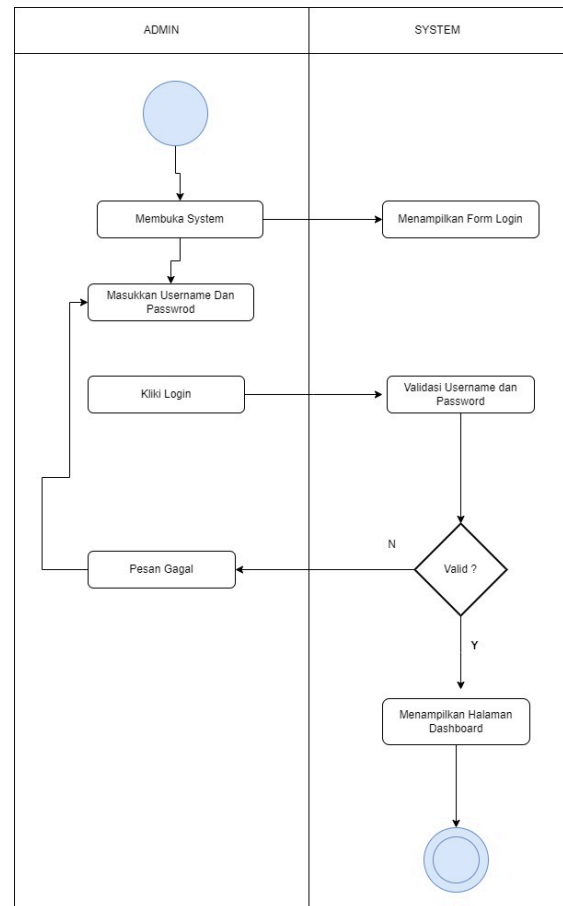 ADMIN
SYSTEM
Membuka System
Menampilkan Form Login
Masukkan Username Dan
Passwrod
Kliki Login
Validasi Username dan
Password
N
Pesan Gagal
Valid ?
Y
Menampilkan Halaman
Dashboard